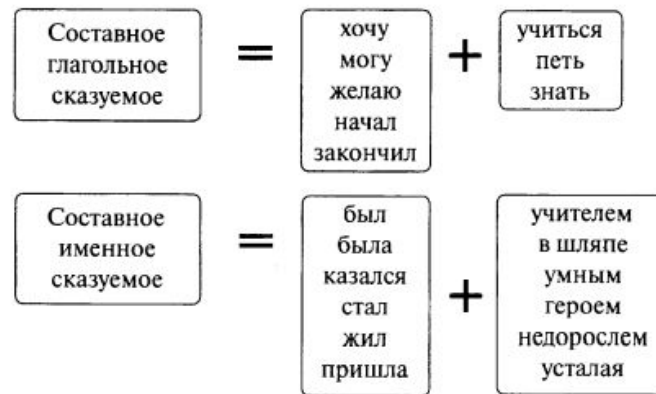 Составное
глагольное
сказуемое
=
хочу
могу
желаю
начал
закончил
+
учиться
петь
знать
Составное
именное
сказуемое
=
был
была
казался
стал
жил
пришла
+
учителем
в шляпе
умным
героем
недорослем
усталая